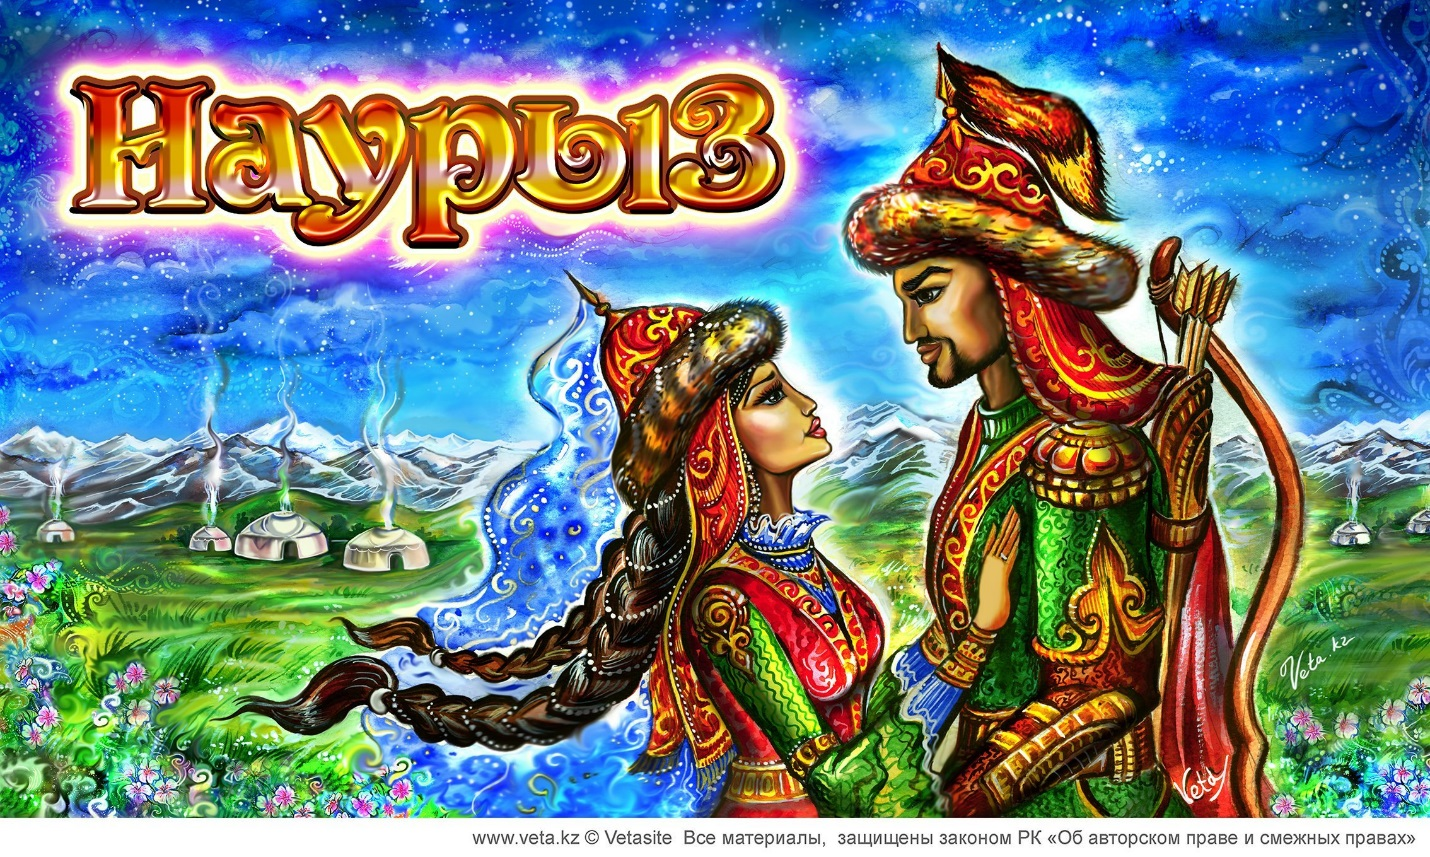 Наурыз
Veta kz
Veta
www.veta.kz © Vetasite  Все материалы,  защищены законом РК «Об авторском праве и смежных правах»